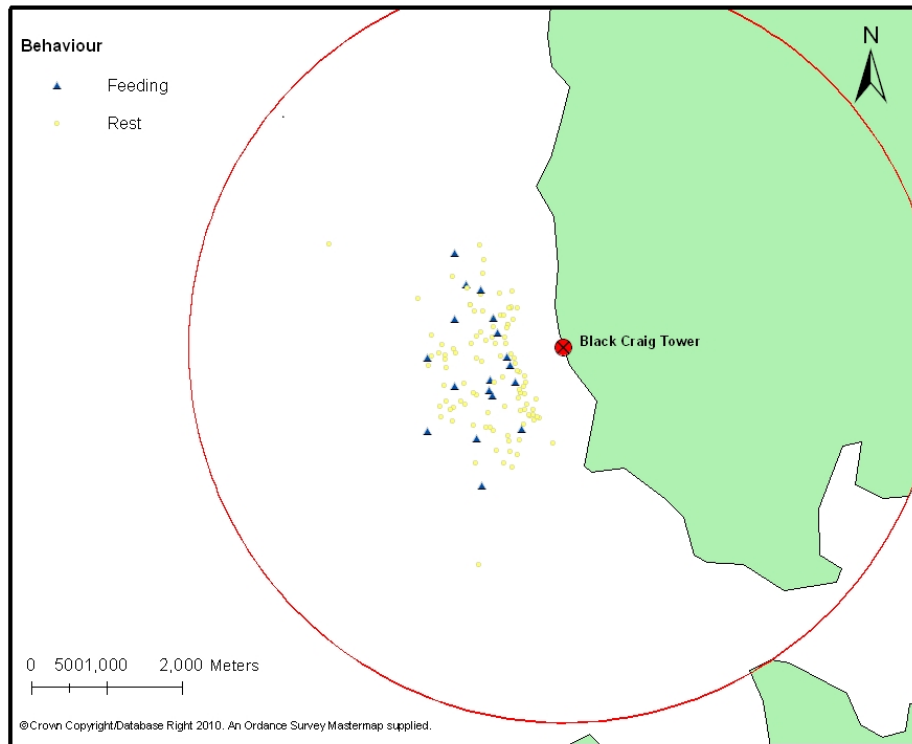 Behaviour
Feeding
Rest
N
Black Craig Tower
0 5001,000 2,000 Meters
©Crown Copyright/Database Right 2010. An Ordance Survey Mastermap supplied.